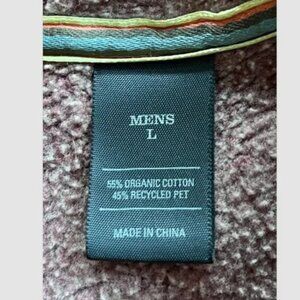 MENS
L
55% ORGANIC COTTON
45% RECYCLED PET
MADE IN CHINA